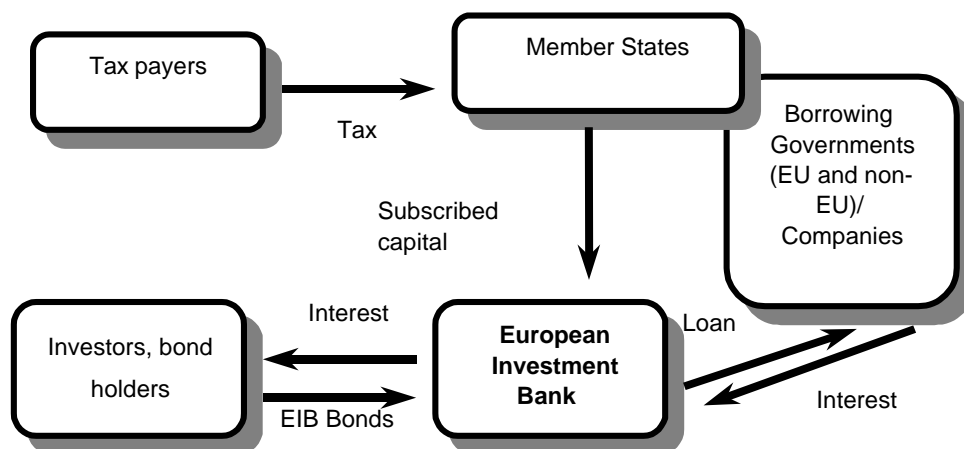 Tax payers
Member States
Tax
Borrowing
Governments
(EU and non-
EU)/
Companies
Subscribed
capital
Interest
Loan
Investors, bond
holders
European
Investment
Bank
EIB Bonds
Interest